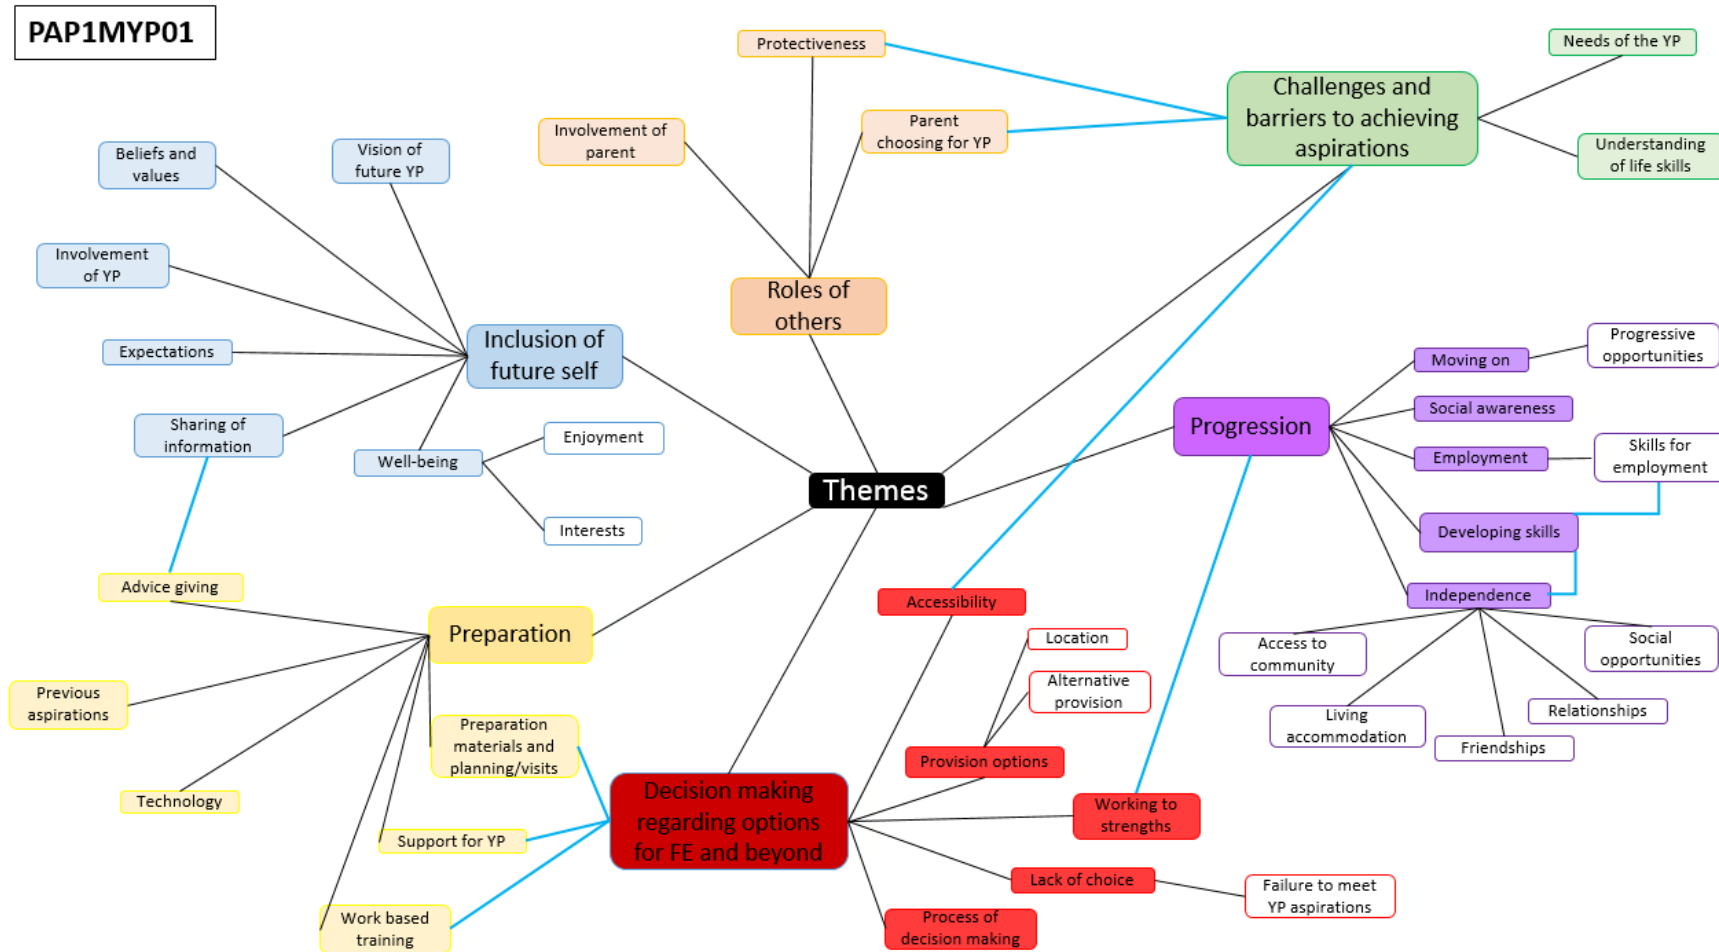 PAP1MYP01
Protectiveness
Needs of the YP
Challenges and
barriers to achieving
aspirations
Involvement of
parent
Parent
choosing for YP
Understanding
of life skills
Beliefs and
values
Vision of
future YP
Involvement
of YP
Roles of
others
Expectations
Inclusion of
future self
Sharing of
information
Well-being
Enjoyment
Interests
Progressive
opportunities
Moving on
Social awareness
Progression
Employment
Skills for
employment
Developing skills
Independence
Access to
community
Social
opportunities
Living
accommodation
Relationships
Friendships
Themes
Advice giving
Preparation
Previous
aspirations
Preparation
materials and
planning/visits
Technology
Support for YP
Work based
training
Accessibility
Location
Alternative
provision
Provision options
Decision making
regarding options
for FE and beyond
Working to
strengths
Lack of choice
Failure to meet
YP aspirations
Process of
decision making